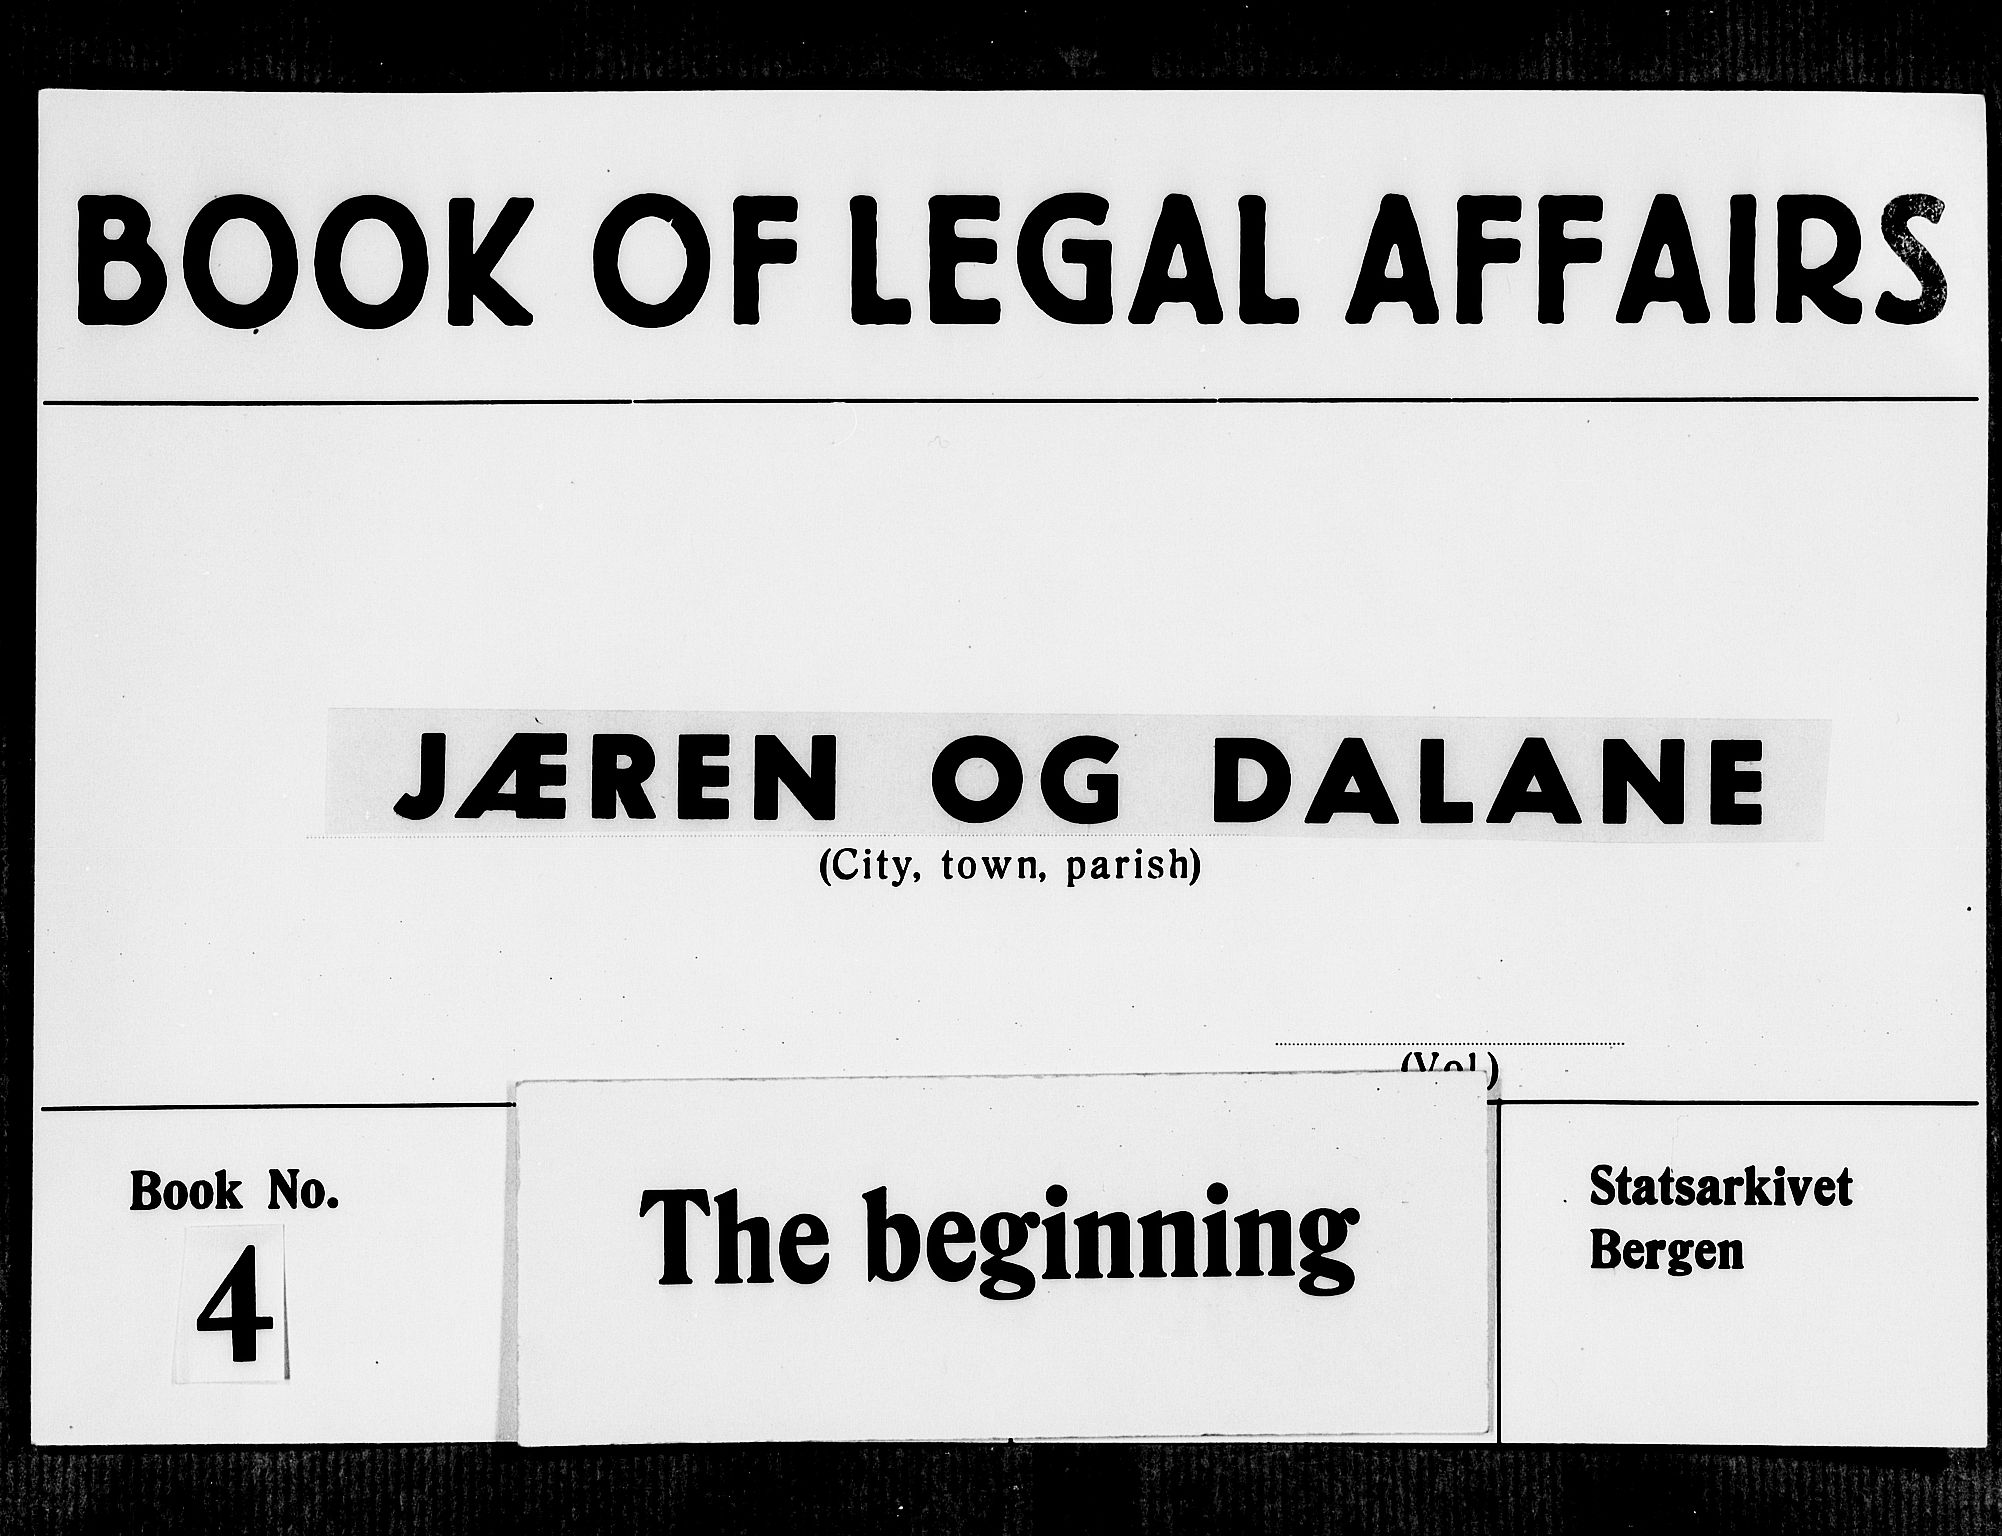 BOOK OF LEGAL AFFAIRS
JÆREN OG DALANE
(City, town, parish)
(Vol.)
Book No.
4
The beginning
Statsarkivet
Bergen